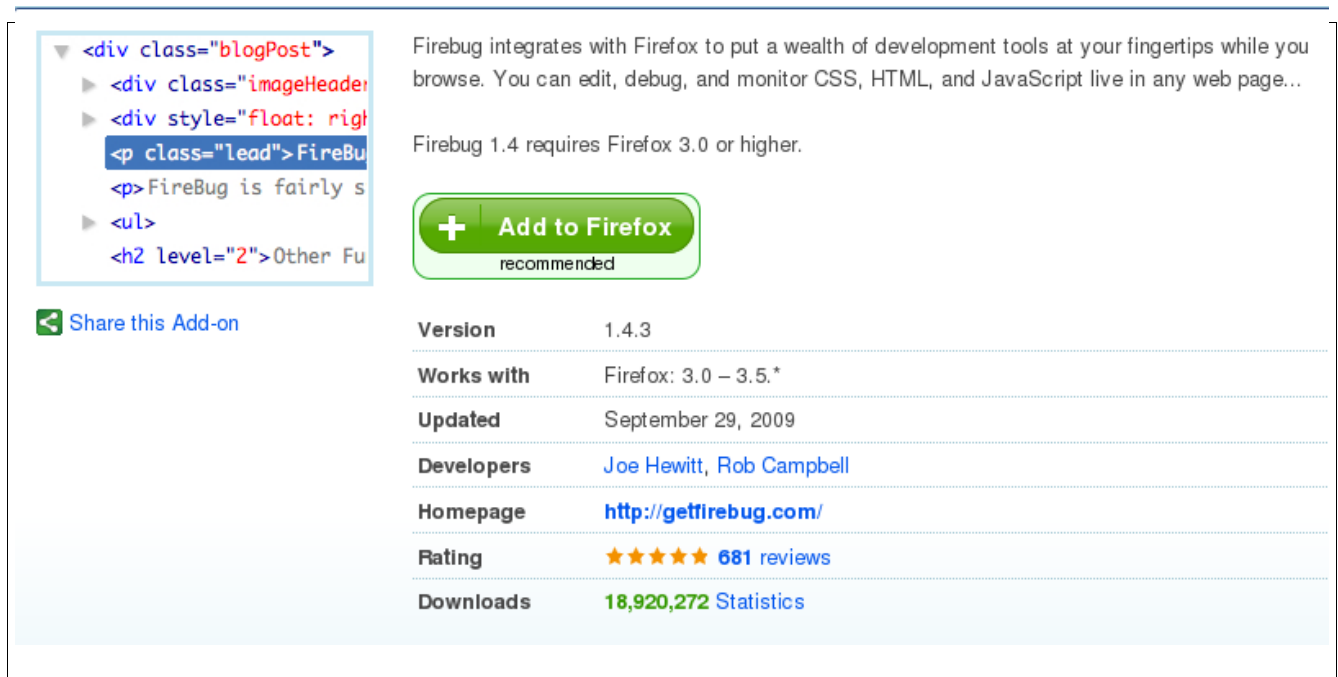 <div class="blogPost">
<div class="imageHeader
<div style="float: righ
<p class="lead">FireBu
<p>FireBug is fairly s
<ul>
<h2 level="2">Other Fu
Share this Add-on
Firebug integrates with Firefox to put a wealth of development tools at your fingertips while you
browse. You can edit, debug, and monitor CSS, HTML, and JavaScript live in any web page...
Firebug 1.4 requires Firefox 3.0 or higher.
Add to Firefox
recommended
Version 1.4.3
Works with Firefox: 3.0 – 3.5.*
Updated September 29, 2009
Developers Joe Hewitt, Rob Campbell
Homepage http://getfirebug.com/
Rating 681 reviews
Downloads 18,920,272 Statistics